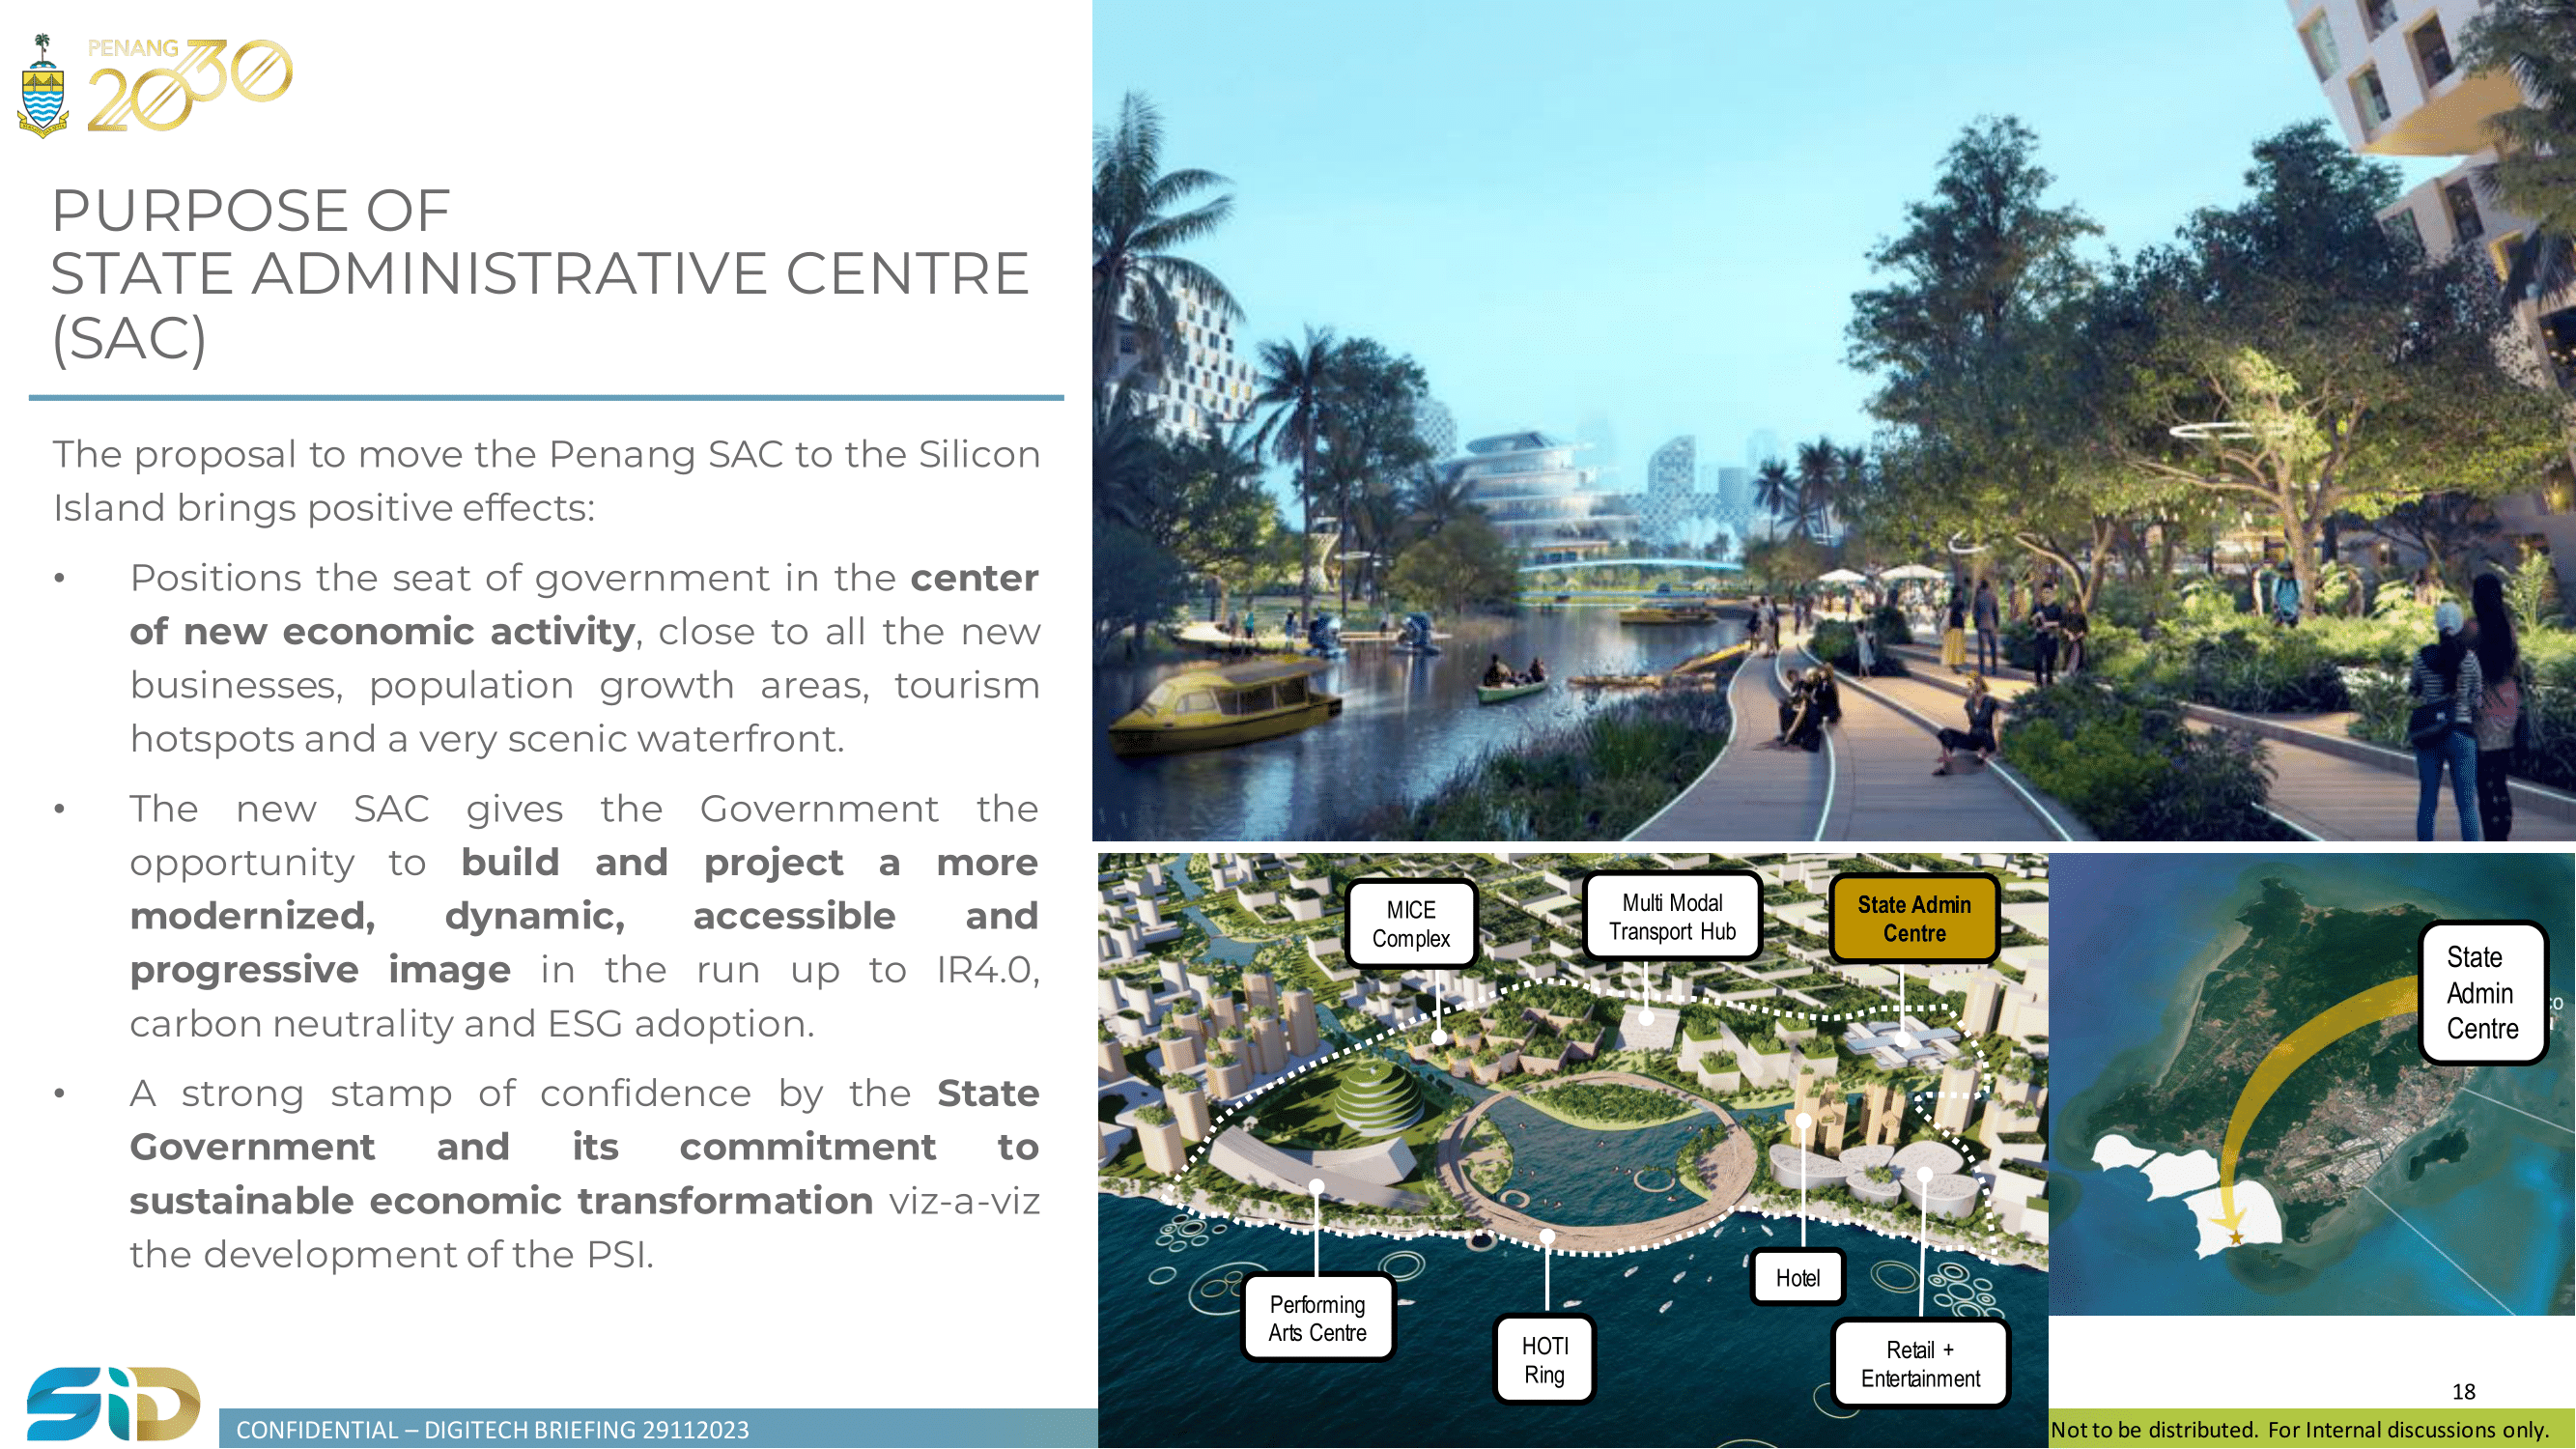 PENANG
2030
PURPOSE OF
STATE ADMINISTRATIVE CENTRE
(SAC)
The proposal to move the Penang SAC to the Silicon
Island brings positive effects:
• Positions the seat of government in the center
of new economic activity, close to all the new
businesses, population growth areas, tourism
hotspots and a very scenic waterfront.
• The new SAC gives the Government the
opportunity to build and project a more
modernized, dynamic, accessible and
progressive image in the run up to IR4.0,
carbon neutrality and ESG adoption.
• A strong stamp of confidence by the State
Government and its commitment to
sustainable economic transformation viz-a-viz
the development of the PSI.
MICE
Complex
Multi Modal
Transport Hub
State Admin
Centre
Performing
Arts Centre
HOTI
Ring
Hotel
Retail +
Entertainment
State
Admin
Centre
18
SiD
CONFIDENTIAL – DIGITECH BRIEFING 29112023
Not to be distributed. For Internal discussions only.